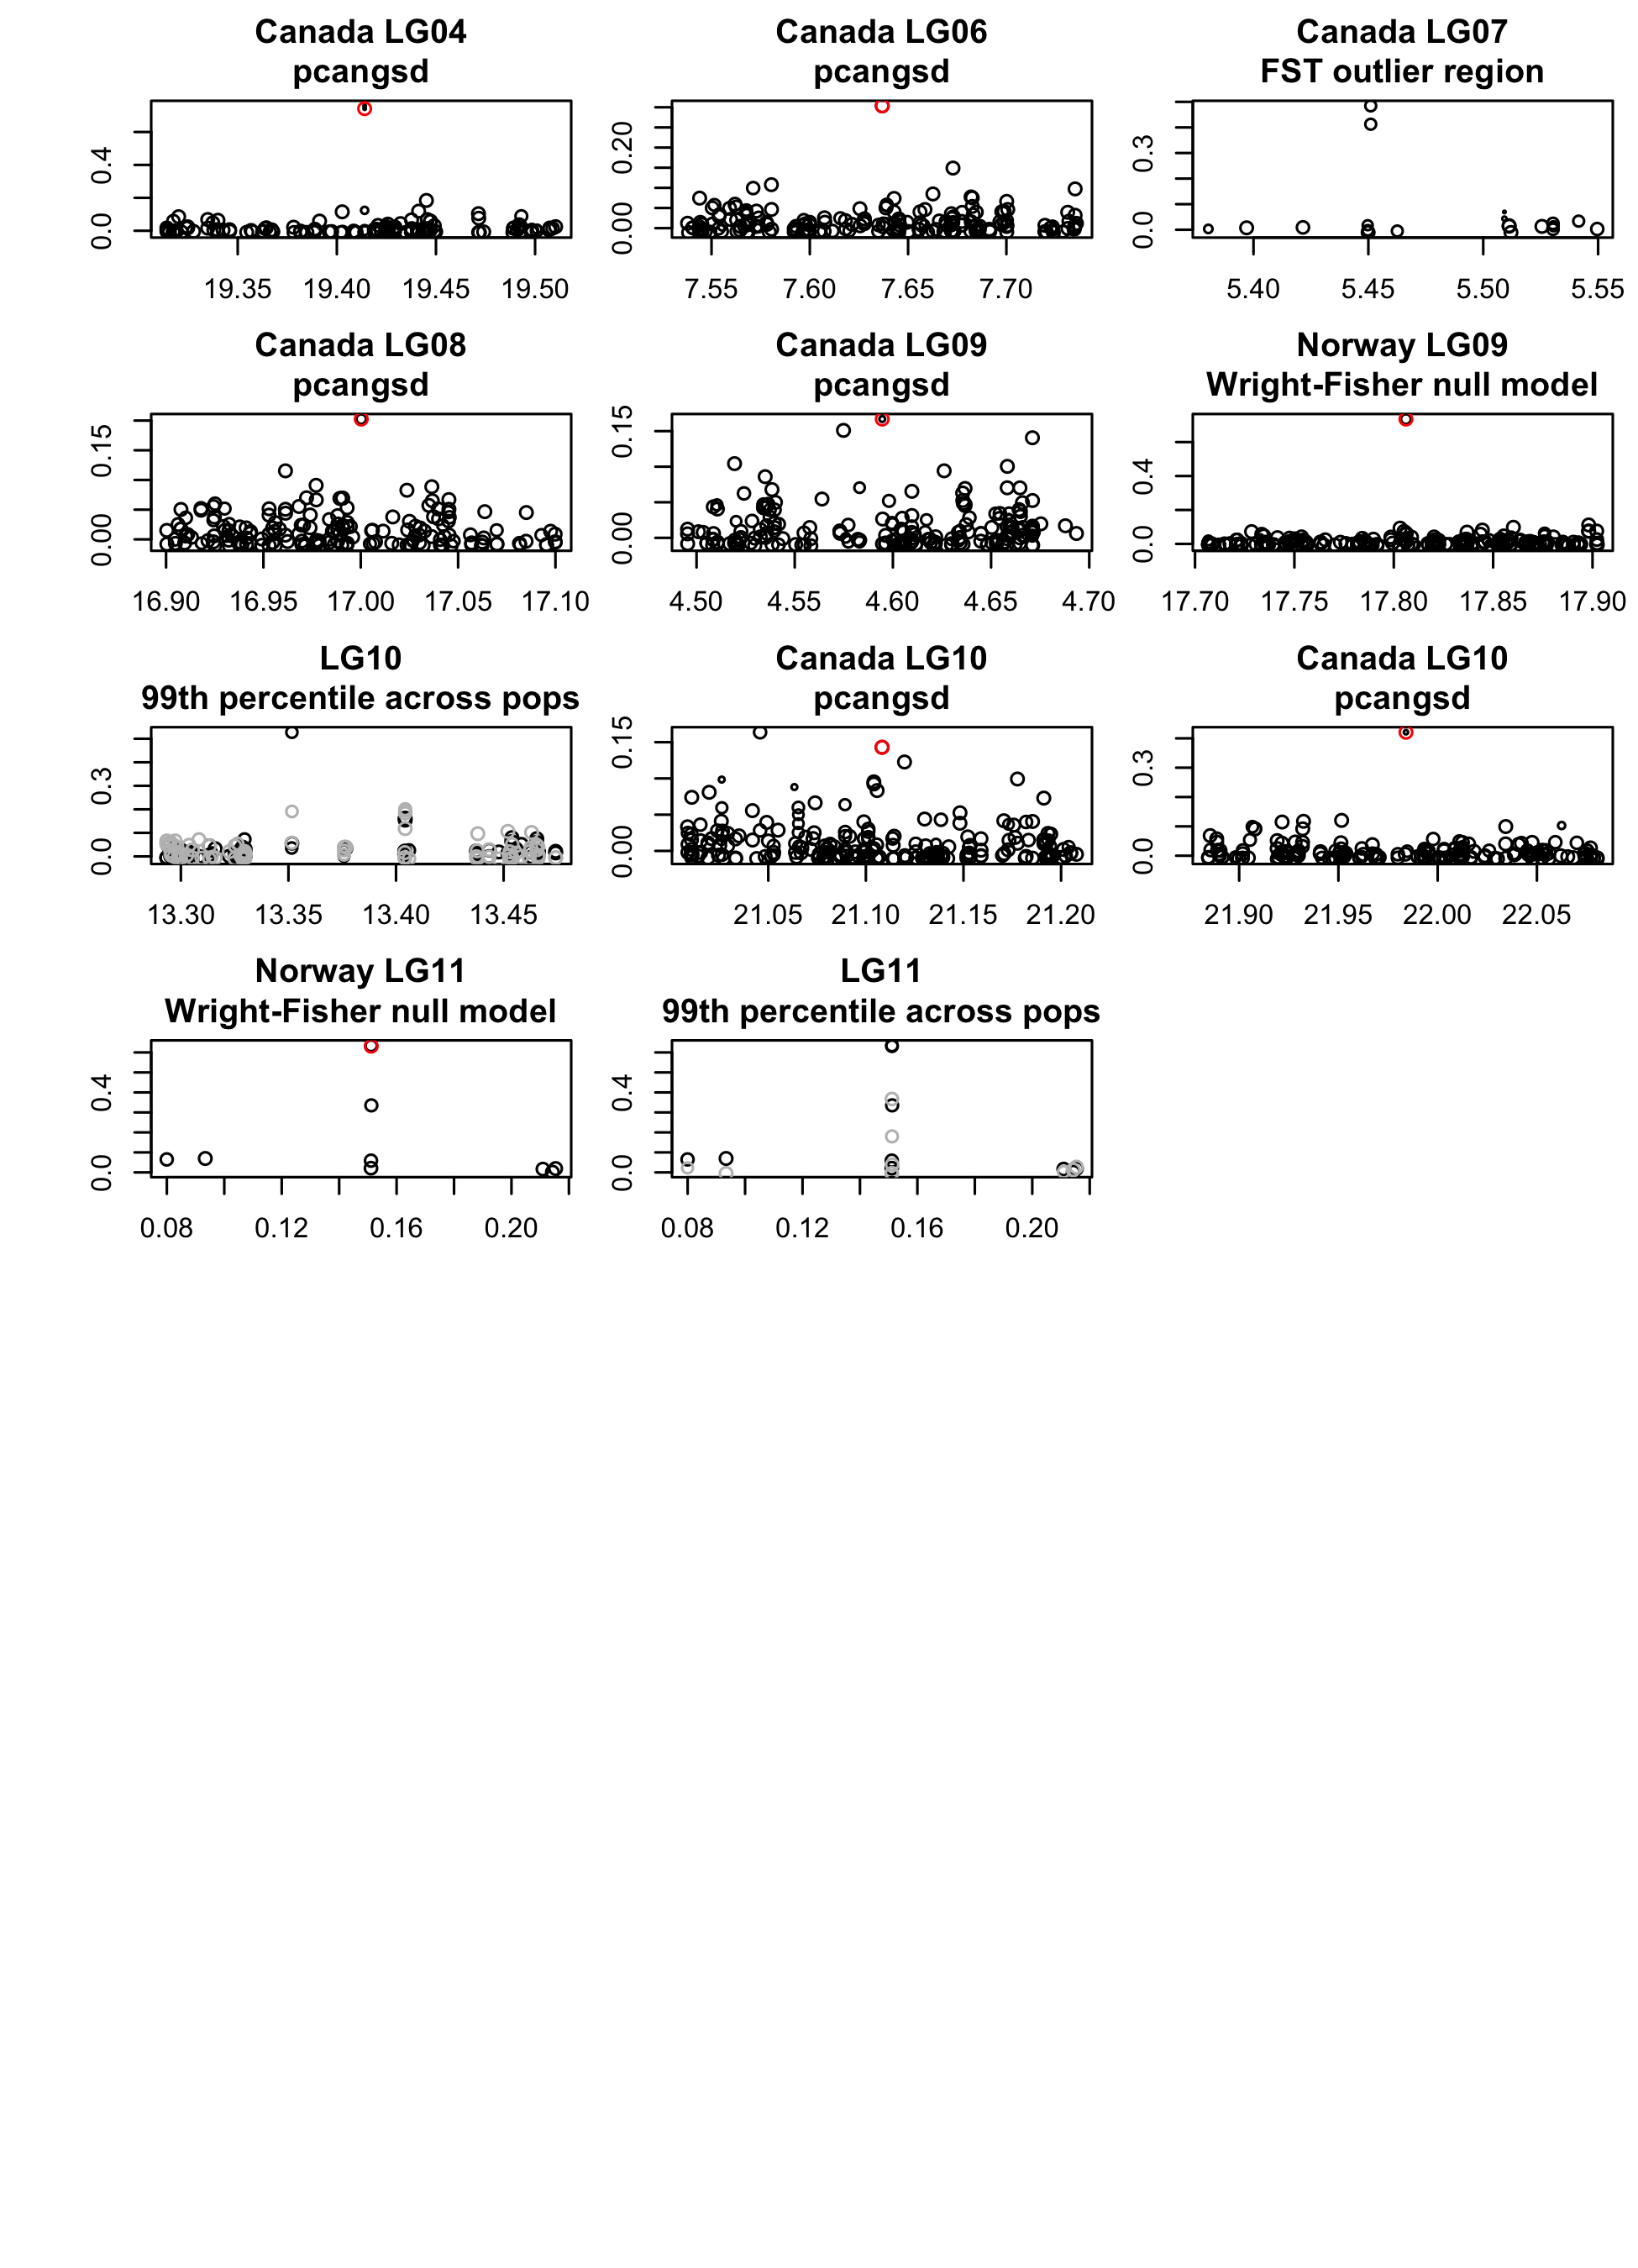 Canada LG04
pcangsd
0.0 0.4
19.35 19.40 19.45 19.50
Canada LG06
pcangsd
0.00 0.20
7.55 7.60 7.65 7.70
Canada LG07
FST outlier region
0.0 0.3
5.40 5.45 5.50 5.55
Canada LG08
pcangsd
0.00 0.15
16.90 16.95 17.00 17.05 17.10
Canada LG09
pcangsd
0.00 0.15
4.50 4.55 4.60 4.65 4.70
Norway LG09
Wright-Fisher null model
0.0 0.4
17.70 17.75 17.80 17.85 17.90
LG10
99th percentile across pops
0.0 0.3
13.30 13.35 13.40 13.45
Canada LG10
pcangsd
0.00 0.15
21.05 21.10 21.15 21.20
Canada LG10
pcangsd
0.0 0.3
21.90 21.95 22.00 22.05
Norway LG11
Wright-Fisher null model
0.0 0.4
0.08 0.12 0.16 0.20
LG11
99th percentile across pops
0.0 0.4
0.08 0.12 0.16 0.20